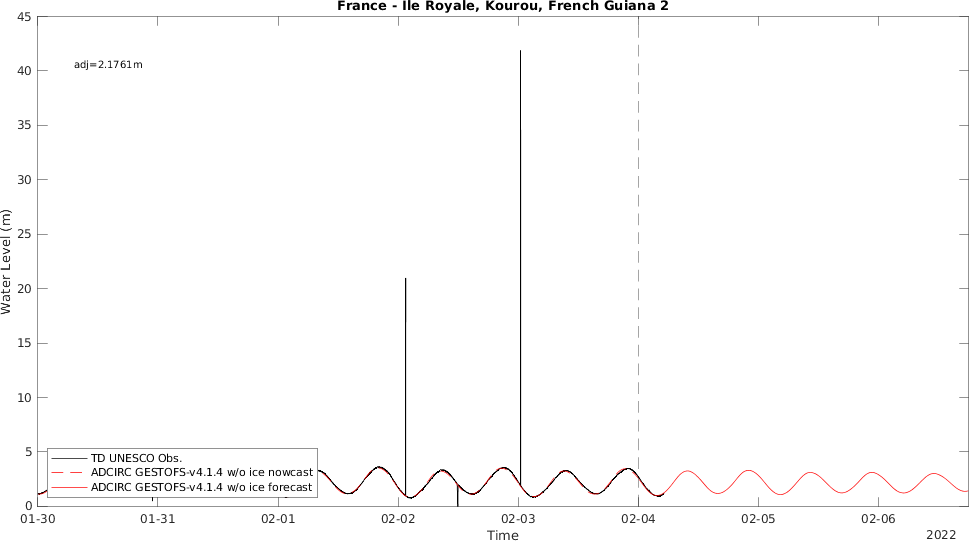 France - Ile Royale, Kourou, French Guiana 2
45
40
35
30
25
20
15
10
5
0
Water Level (m)
adj=2.1761m
TD UNESCO Obs.
ADCIRC GESTOFS-v4.1.4 w/o ice nowcast
ADCIRC GESTOFS-v4.1.4 w/o ice forecast
01-30 01-31 02-01 02-02 02-03 02-04 02-05 02-06
Time
2022